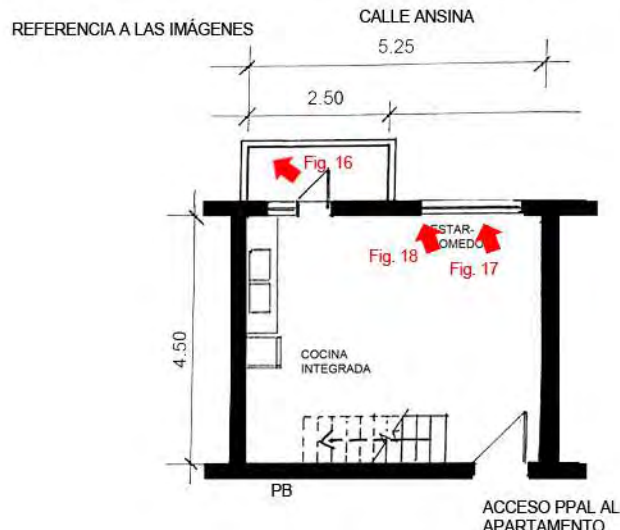 REFERENCIA A LAS IMÁGENES
CALLE ANSINA
5.25
2.50
Fig. 16
ESTAR-
COMEDO
Fig. 18
Fig. 17
4.50
COCINA
INTEGRADA
PB
ACCESO PPAL AL
APARTAMENTO